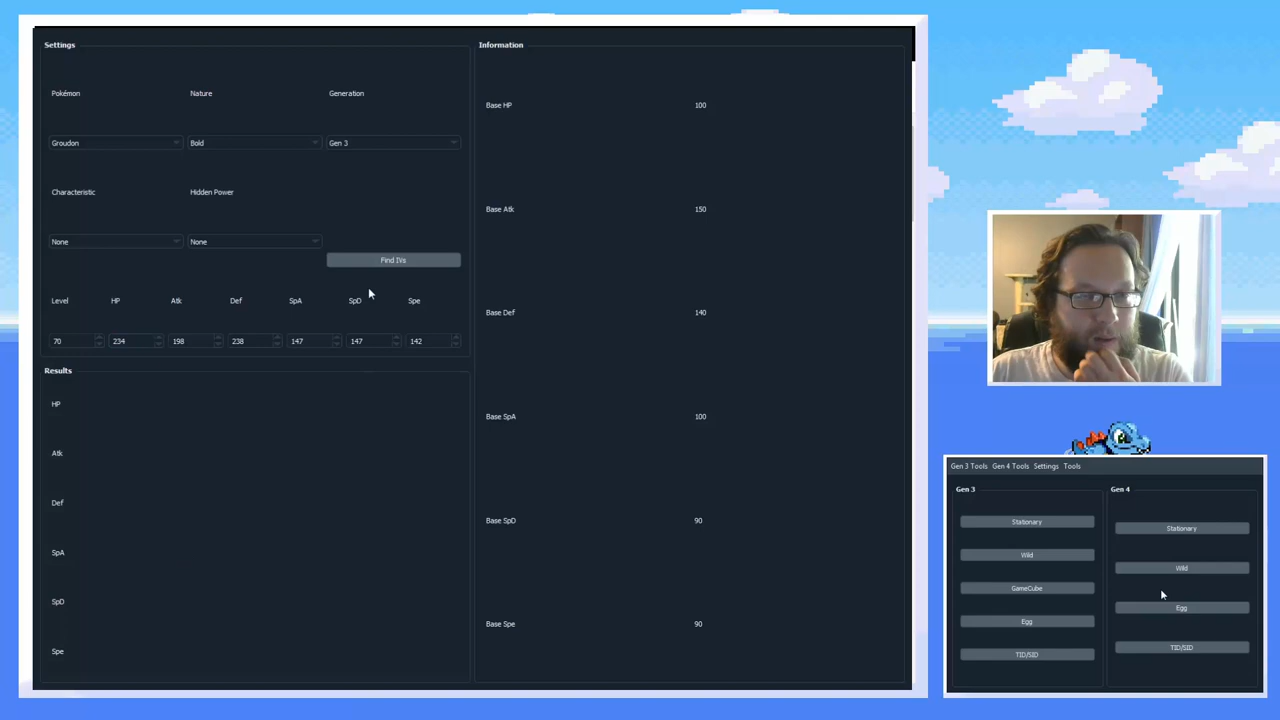 Settings
Pokémon Nature Generation
Groudon Bold Gen 3
Characteristic Hidden Power
None None
Find IVs
Level HP Atk Def SpA SpD Spe
70 234 198 238 147 147 142
Results
HP
Atk
Def
SpA
SpD
Spe
Information
Base HP 100
Base Atk 150
Base Def 140
Base SpA 100
Base SpD 90
Base Spe 90
Gen 3 Tools Gen 4 Tools Settings Tools
Gen 3
Stationary
Wild
GameCube
Egg
TID/SID
Gen 4
Stationary
Wild
Egg
TID/SID